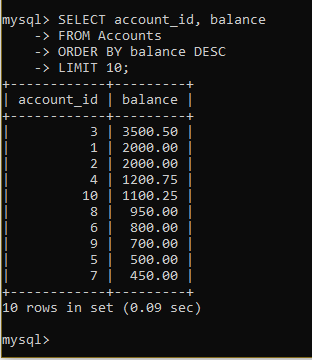 mysql> SELECT account_id, balance
    -> FROM Accounts
    -> ORDER BY balance DESC
    -> LIMIT 10;
+------------+---------+
| account_id | balance |
+------------+---------+
|          3 | 3500.50 |
|          1 | 2000.00 |
|          2 | 2000.00 |
|          4 | 1200.75 |
|         10 | 1100.25 |
|          8 |  950.00 |
|          6 |  800.00 |
|          9 |  700.00 |
|          5 |  500.00 |
|          7 |  450.00 |
+------------+---------+
10 rows in set (0.09 sec)

mysql>